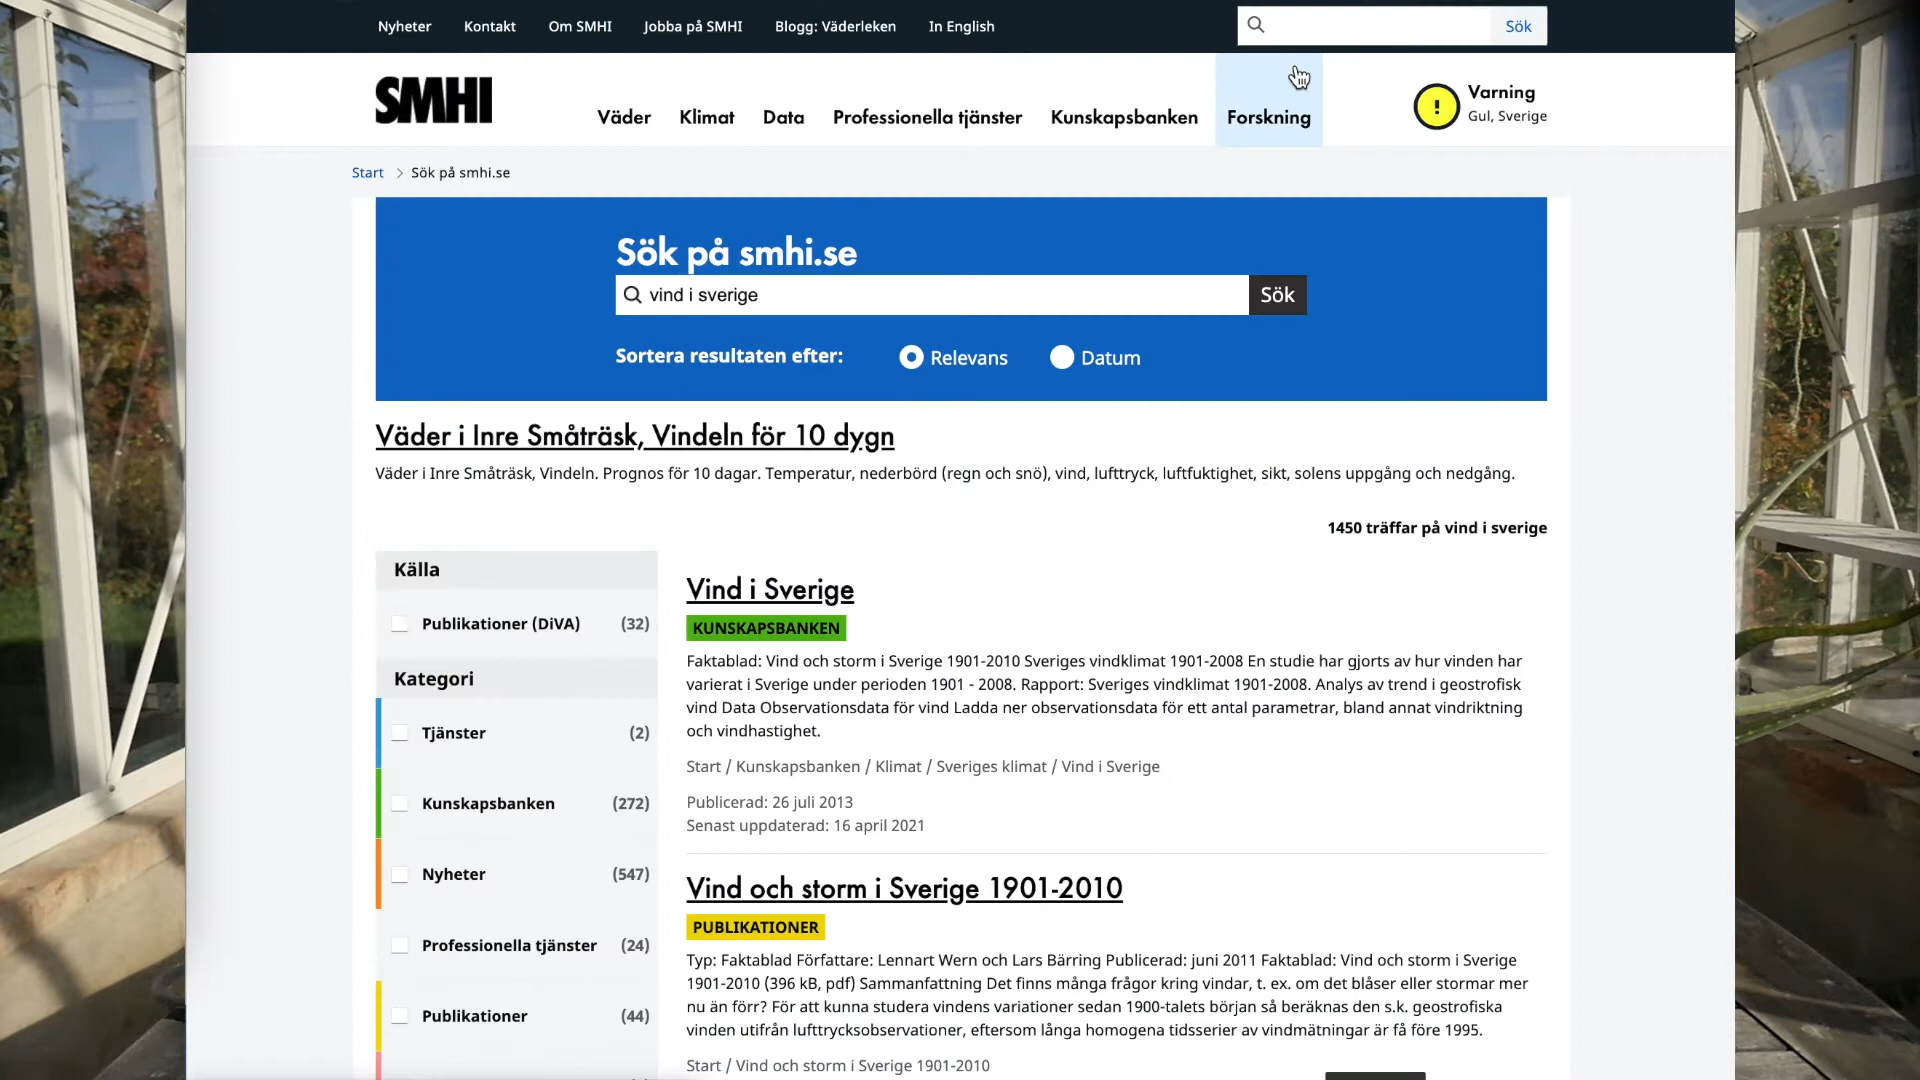 Nyheter Kontakt Om SMHI Jobba på SMHI Blogg: Väderleken In English Sök
SMHI Väder Klimat Data Professionella tjänster Kunskapsbanken Forskning
! Varning
Gul, Sverige
Start > Sök på smhi.se
Sök på smhi.se
vind i sverige Sök
Sortera resultaten efter: Relevans Datum
Väder i Inre Småträsk, Vindeln för 10 dygn
Väder i Inre Småträsk, Vindeln. Prognos för 10 dagar. Temperatur, nederbörd (regn och snö), vind, lufttryck, luftfuktighet, sikt, solens uppgång och nedgång.
1450 träffar på vind i sverige
Källa
Publikationer (DiVA) (32)
Kategori
Tjänster (2)
Kunskapsbanken (272)
Nyheter (547)
Professionella tjänster (24)
Publikationer (44)
Vind i Sverige
KUNSKAPSBANKEN
Faktablad: Vind och storm i Sverige 1901-2010 Sveriges vindklimat 1901-2008 En studie har gjorts av hur vinden har
varierat i Sverige under perioden 1901 - 2008. Rapport: Sveriges vindklimat 1901-2008. Analys av trend i geostrofisk
vind Data Observationsdata för vind Ladda ner observationsdata för ett antal parametrar, bland annat vindriktning
och vindhastighet.
Start / Kunskapsbanken / Klimat / Sveriges klimat / Vind i Sverige
Publicerad: 26 juli 2013
Senast uppdaterad: 16 april 2021
Vind och storm i Sverige 1901-2010
PUBLIKATIONER
Typ: Faktablad Författare: Lennart Wern och Lars Bärring Publicerad: juni 2011 Faktablad: Vind och storm i Sverige
1901-2010 (396 kB, pdf) Sammanfattning Det finns många frågor kring vindar, t. ex. om det blåser eller stormar mer
nu än förr? För att kunna studera vindens variationer sedan 1900-talets början så beräknas den s.k. geostrofiska
vinden utifrån lufttrycksobservationer, eftersom långa homogena tidsserier av vindmätningar är få före 1995.
Start / Vind och storm i Sverige 1901-2010